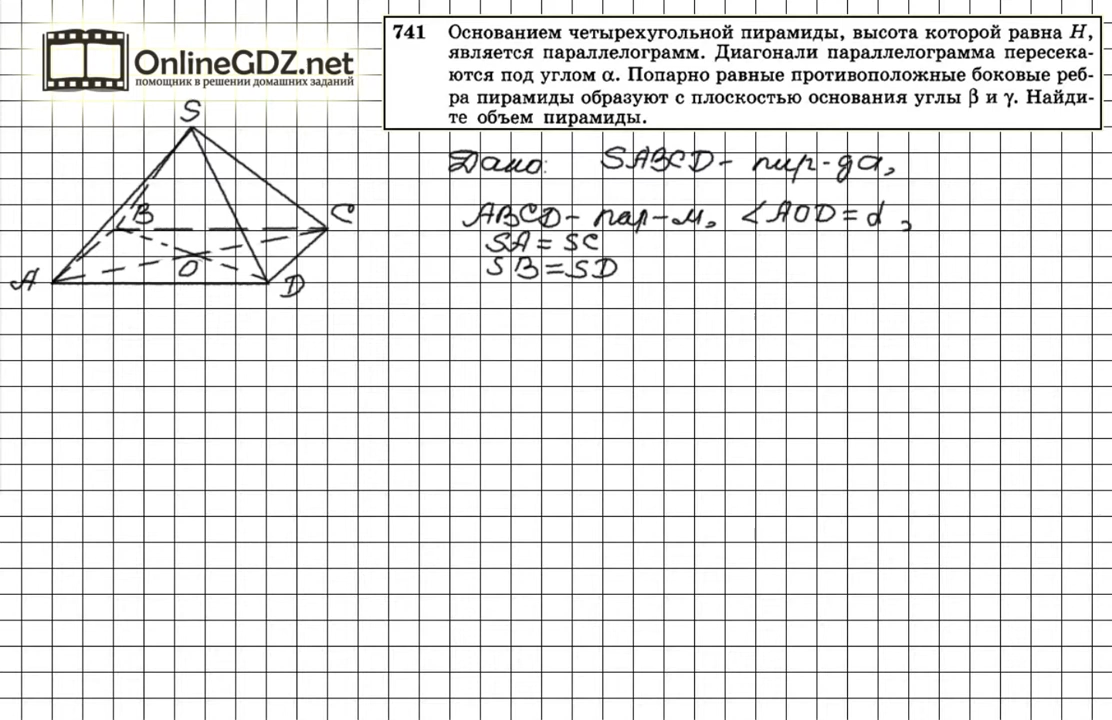 OnlineGDZ.net
помощник в решении домашних заданий
741 Основанием четырехугольной пирамиды, высота которой равна H,
является параллелограмм. Диагонали параллелограмма пересека-
ются под углом α. Попарно равные противоположные боковые реб-
ра пирамиды образуют с плоскостью основания углы β и γ. Найди-
те объем пирамиды.
S
B
C
O
A
D
Дано: SABCD - пир-да,
ABCD - пар-м, ∠AOD = α,
SA = SC
SB = SD